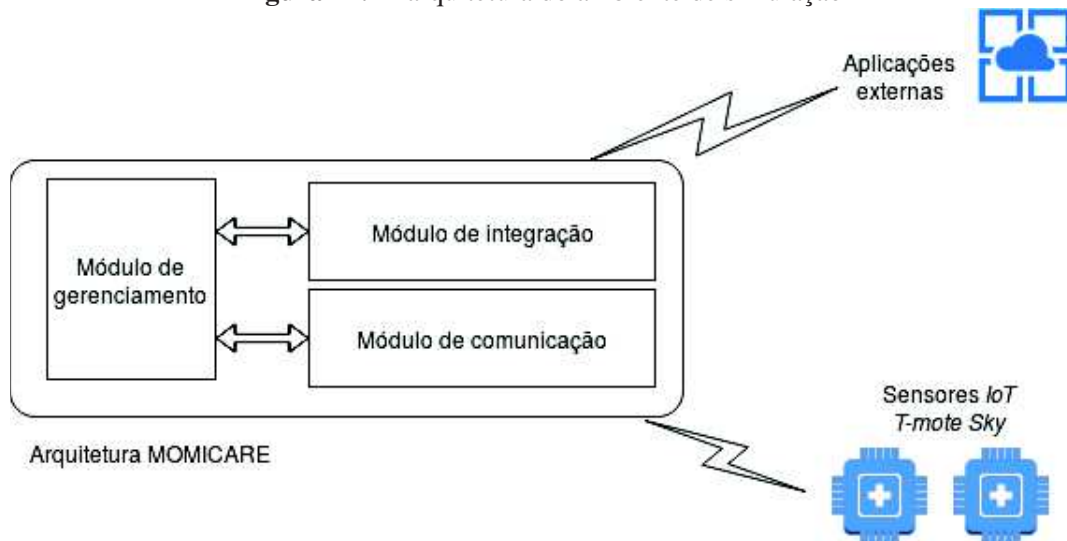 Aplicações
externas
Módulo de
gerenciamento
Módulo de integração
Módulo de comunicação
Arquitetura MOMICARE
Sensores IoT
T-mote Sky